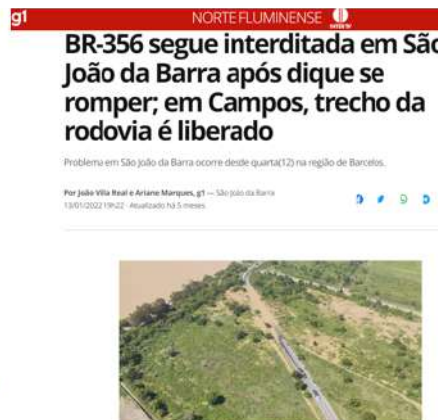 g1 NORTE FLUMINENSE
BR-356 segue interditada em São
João da Barra após dique se
romper; em Campos, trecho da
rodovia é liberado
Problema em São João da Barra ocorre desde quarta(12) na região de Barcelos.
Por João Villa Real e Ariane Marques, g1 — São João da Barra
13/01/2022 19h22 · Atualizado há 5 meses